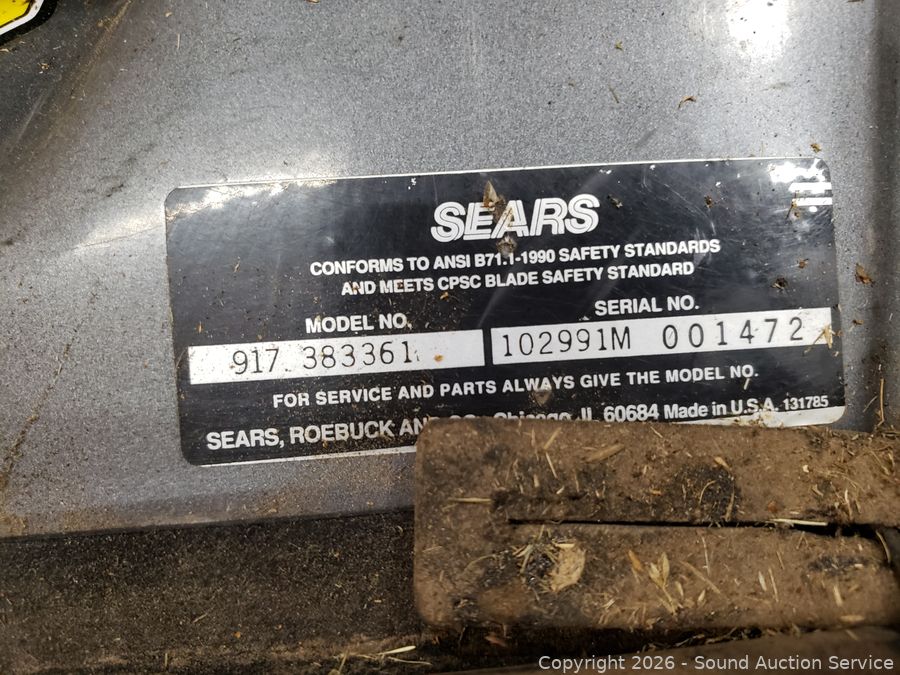 SEARS
CONFORMS TO ANSI B71.1-1990 SAFETY STANDARDS
AND MEETS CPSC BLADE SAFETY STANDARD
MODEL NO. SERIAL NO.
917 383361 102991M 001472
FOR SERVICE AND PARTS ALWAYS GIVE THE MODEL NO.
SEARS, ROEBUCK AND CO., Chicago, IL 60684 Made in U.S.A. 131785
Copyright 2026 - Sound Auction Service